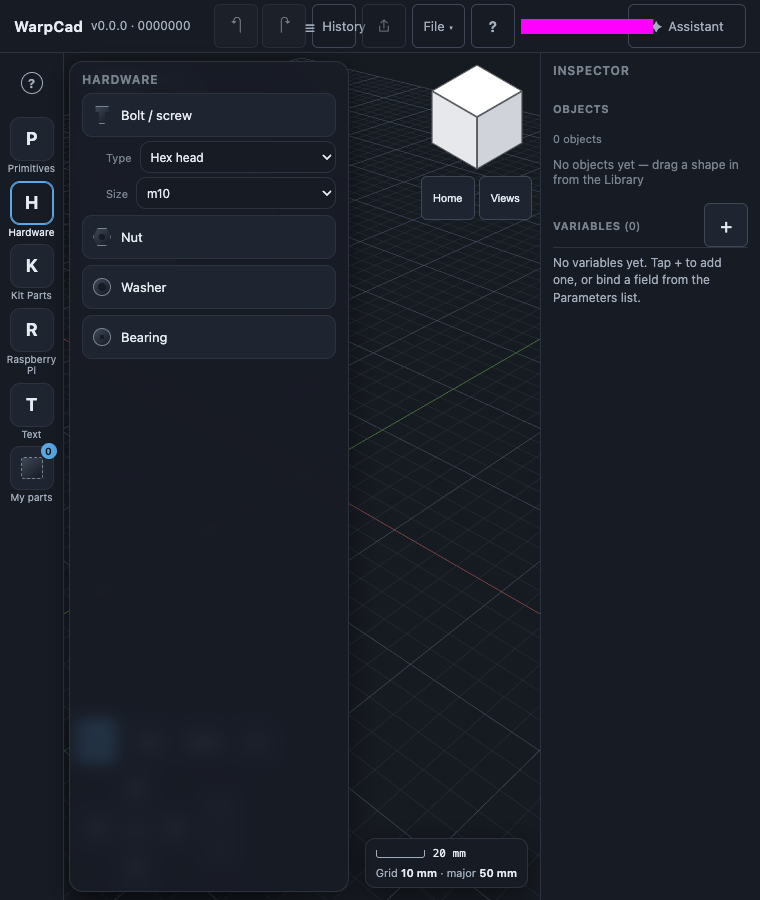 WarpCad v0.0.0 · 0000000
History
File
?
Assistant
?
P
Primitives
H
Hardware
K
Kit Parts
R
Raspberry
Pi
T
Text
0
My parts
HARDWARE
Bolt / screw
Type Hex head
Size m10
Nut
Washer
Bearing
Home Views
20 mm
Grid 10 mm · major 50 mm
INSPECTOR
OBJECTS
0 objects
No objects yet — drag a shape in
from the Library
VARIABLES (0) +
No variables yet. Tap + to add
one, or bind a field from the
Parameters list.